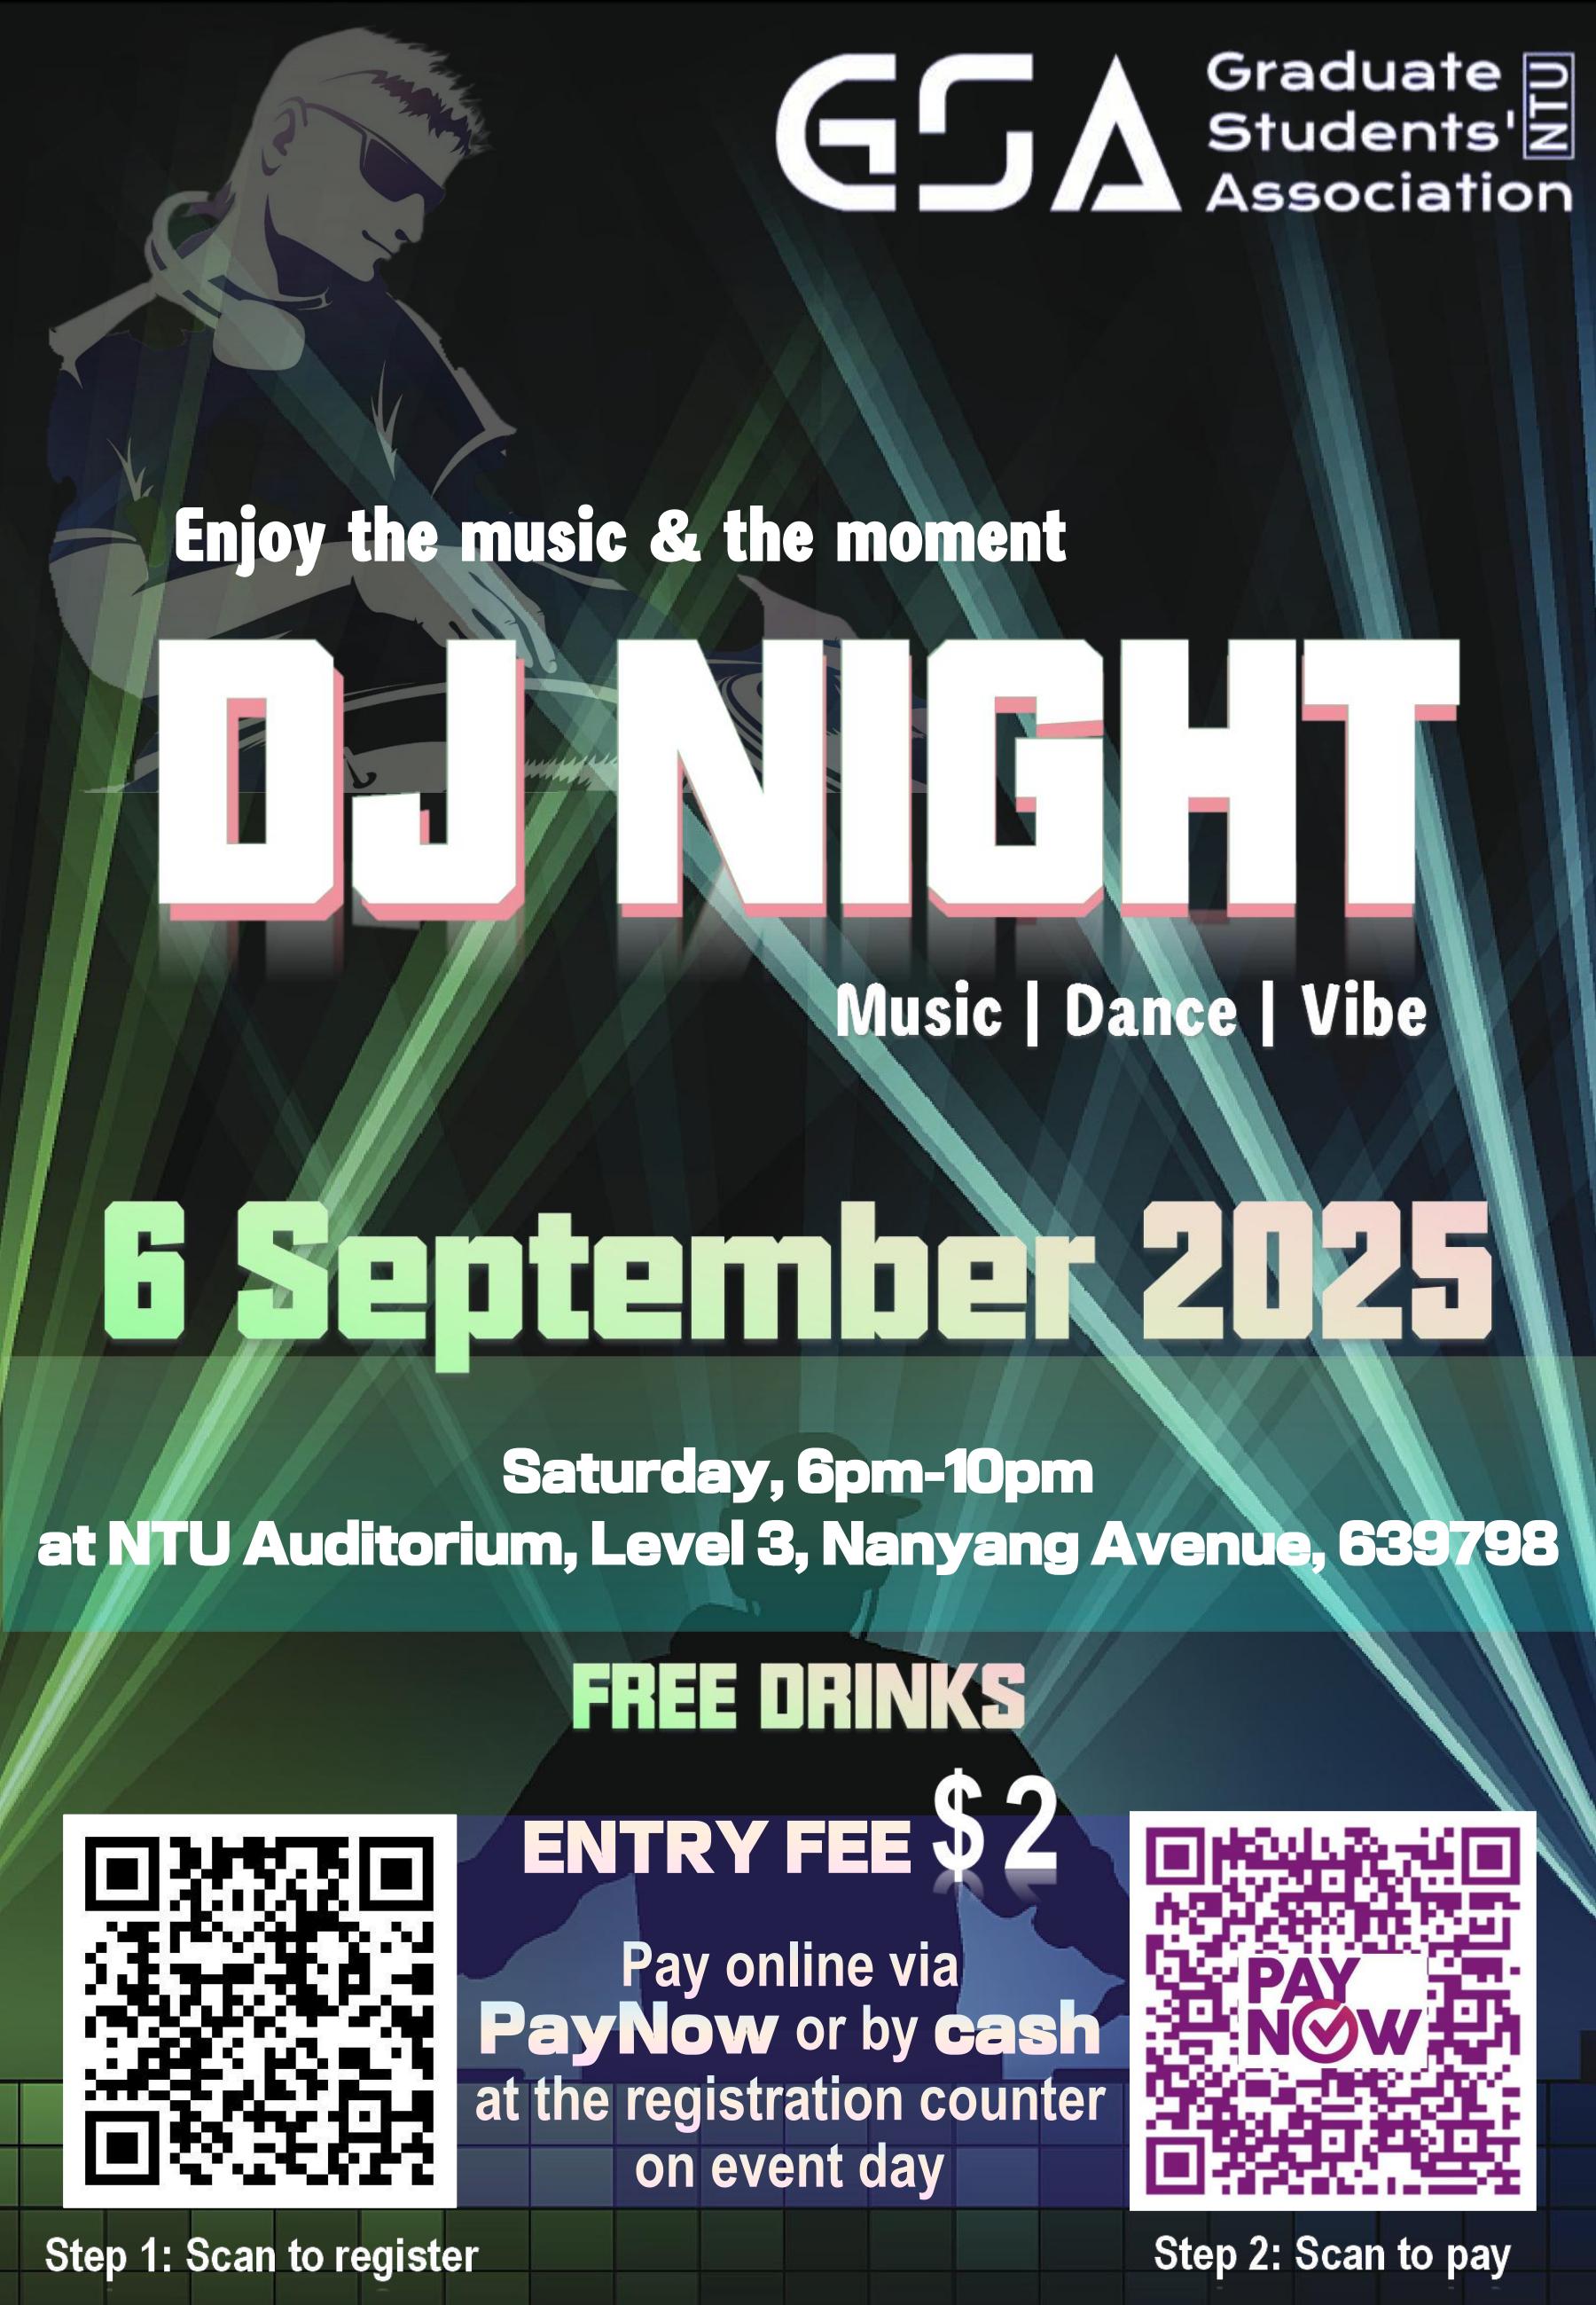 GSA
Graduate
Students'
Association
NTU
Enjoy the music & the moment
DJ NIGHT
Music | Dance | Vibe
6 September 2025
Saturday, 6pm-10pm
at NTU Auditorium, Level 3, Nanyang Avenue, 639798
FREE DRINKS
ENTRY FEE $2
Pay online via
PayNow or by cash
at the registration counter
on event day
PAY
NOW
Step 1: Scan to register
Step 2: Scan to pay